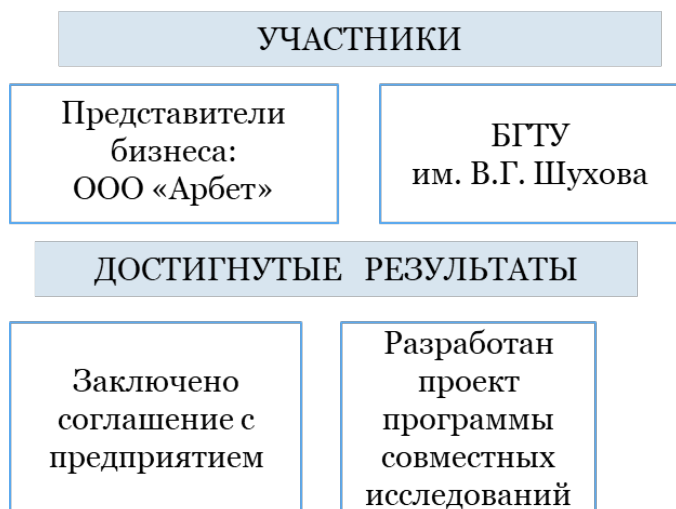 УЧАСТНИКИ
Представители
бизнеса:
ООО «Арбет»
БГТУ
им. В.Г. Шухова
ДОСТИГНУТЫЕ РЕЗУЛЬТАТЫ
Заключено
соглашение с
предприятием
Разработан
проект
программы
совместных
исследований